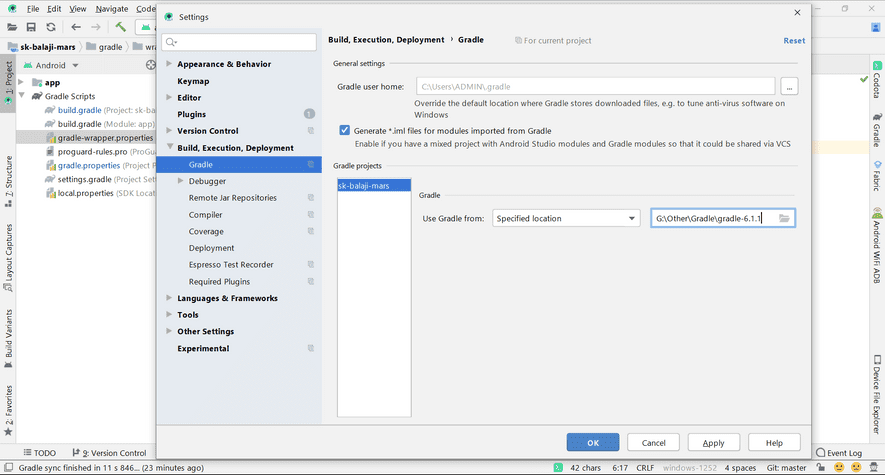 File Edit View Navigate Code
Settings
sk-balaji-mars gradle
Android
app
Gradle Scripts
build.gradle (Project: sk-ba
build.gradle (Module: app)
gradle-wrapper.properties
proguard-rules.pro (ProGu
gradle.properties (Project P
settings.gradle (Project Set
local.properties (SDK Locat
1: Project
7: Structure
Layout Captures
Build Variants
2: Favorites
Appearance & Behavior
Keymap
Editor
Plugins 1
Version Control
Build, Execution, Deployment
Gradle
Debugger
Remote Jar Repositories
Compiler
Coverage
Deployment
Espresso Test Recorder
Required Plugins
Languages & Frameworks
Tools
Other Settings
Experimental
Build, Execution, Deployment › Gradle For current project Reset
General settings
Gradle user home: C:\Users\ADMIN\.gradle ...
Override the default location where Gradle stores downloaded files, e.g. to tune anti-virus software on
Windows
Generate *.iml files for modules imported from Gradle
Enable if you have a mixed project with Android Studio modules and Gradle modules so that it could be shared via VCS
Gradle projects
sk-balaji-mars
Gradle
Use Gradle from: Specified location G:\Other\Gradle\gradle-6.1.1
OK Cancel Apply Help
Codota
Gradle
Fabric
Android WiFi ADB
Device File Explorer
TODO 9: Version Control Event Log
Gradle sync finished in 11 s 846... (23 minutes ago) 42 chars 6:17 CRLF windows-1252 4 spaces Git: master